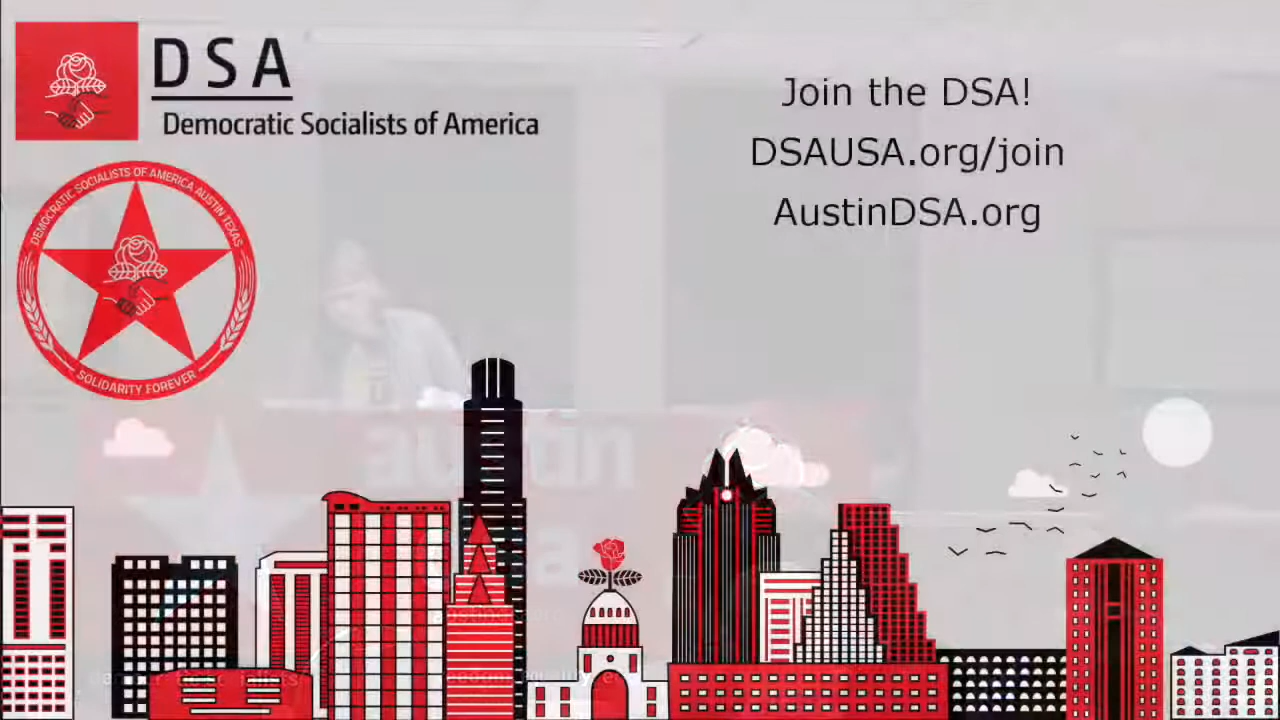 DSA
Democratic Socialists of America
Join the DSA!
DSAUSA.org/join
AustinDSA.org
DEMOCRATIC SOCIALISTS OF AMERICA AUSTIN TEXAS
SOLIDARITY FOREVER
austin